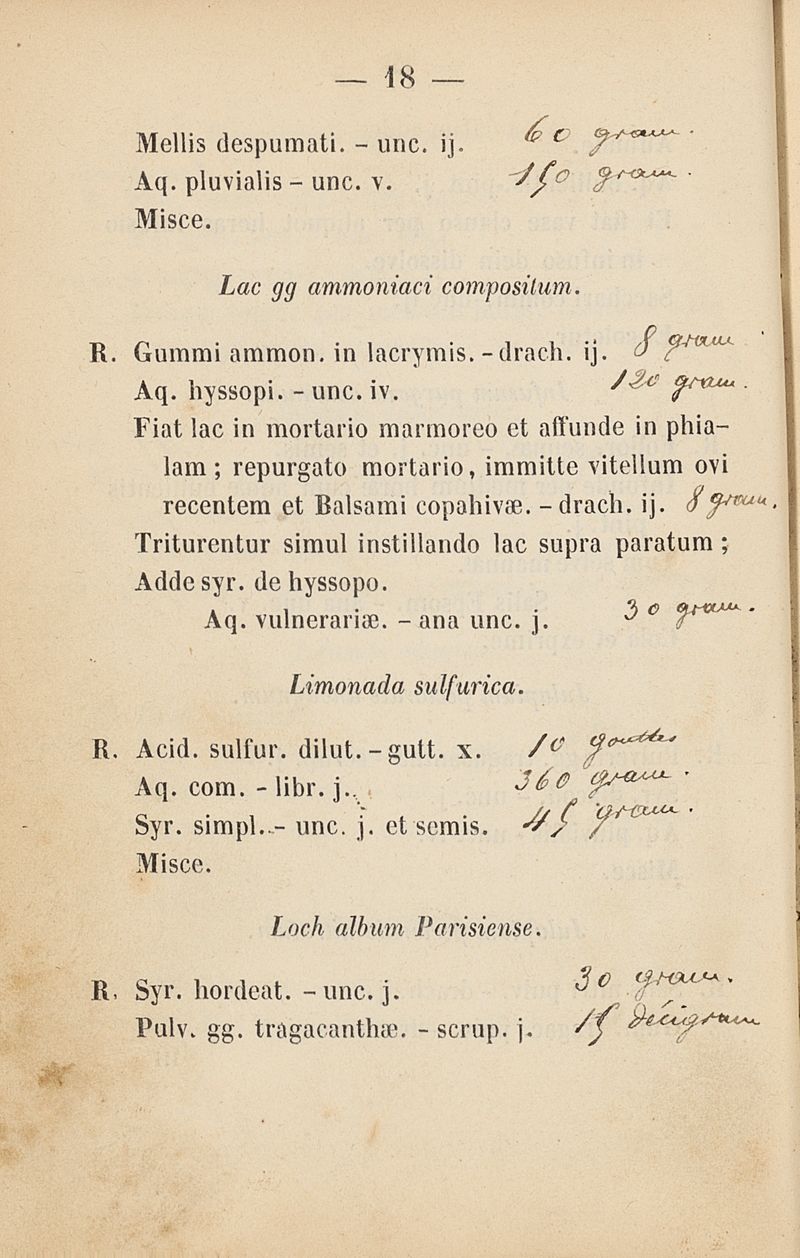 — 18 —
Mellis despumati. - unc. ij. 60 gram.
Aq. pluvialis - unc. v. 150 gram.
Misce.
Lac gg ammoniaci compositum.
R. Gummi ammon. in lacrymis. - drach. ij. 8 gram
Aq. hyssopi. - unc. iv. 120 gram.
Fiat lac in mortario marmoreo et affunde in phia-
lam ; repurgato mortario, immitte vitellum ovi
recentem et Balsami copahivæ. - drach. ij. 8 gram.
Triturentur simul instillando lac supra paratum ;
Adde syr. de hyssopo.
Aq. vulnerariæ. - ana unc. j. 30 gram.
Limonada sulfurica.
R. Acid. sulfur. dilut. - gutt. x. 10 gouttes
Aq. com. - libr. j.. 360 gram.
Syr. simpl.. - unc. j. et semis. 45 gram.
Misce.
Loch album Parisiense.
R. Syr. hordeat. - unc. j. 30 gram.
Pulv. gg. tragacanthæ. - scrup. j. 15 decigram